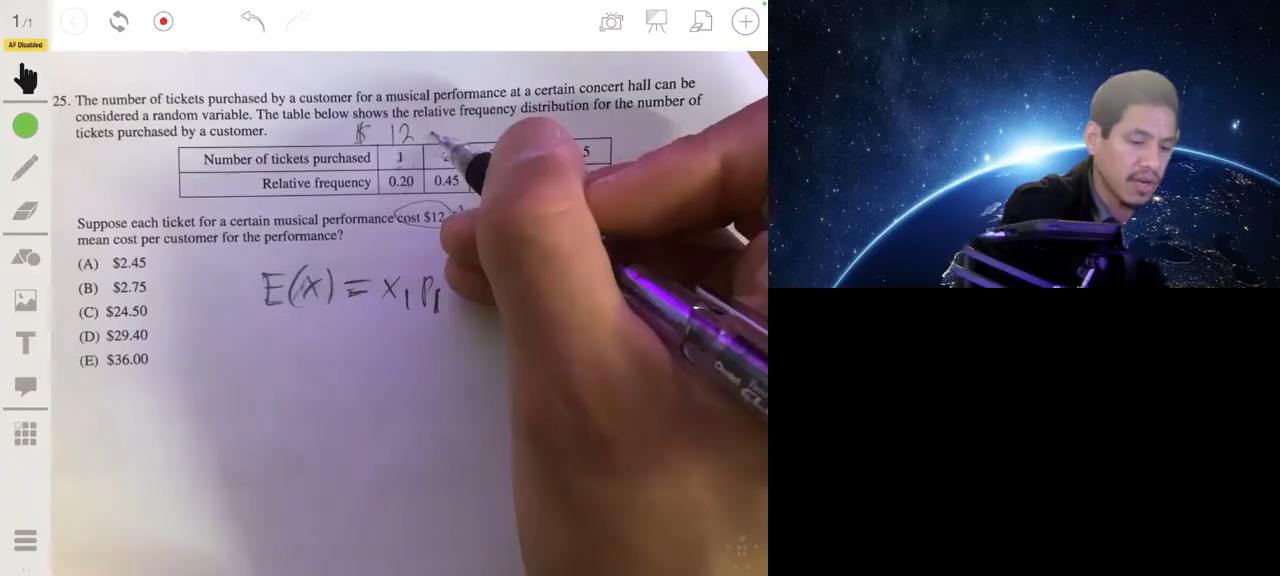 1/1
AF Disabled
25. The number of tickets purchased by a customer for a musical performance at a certain concert hall can be
considered a random variable. The table below shows the relative frequency distribution for the number of
tickets purchased by a customer.
$ 12
Number of tickets purchased 1 2 5
Relative frequency 0.20 0.45
Suppose each ticket for a certain musical performance cost $12
mean cost per customer for the performance?
(A) $2.45
(B) $2.75
(C) $24.50
(D) $29.40
(E) $36.00
E(X) = x1 p1
T